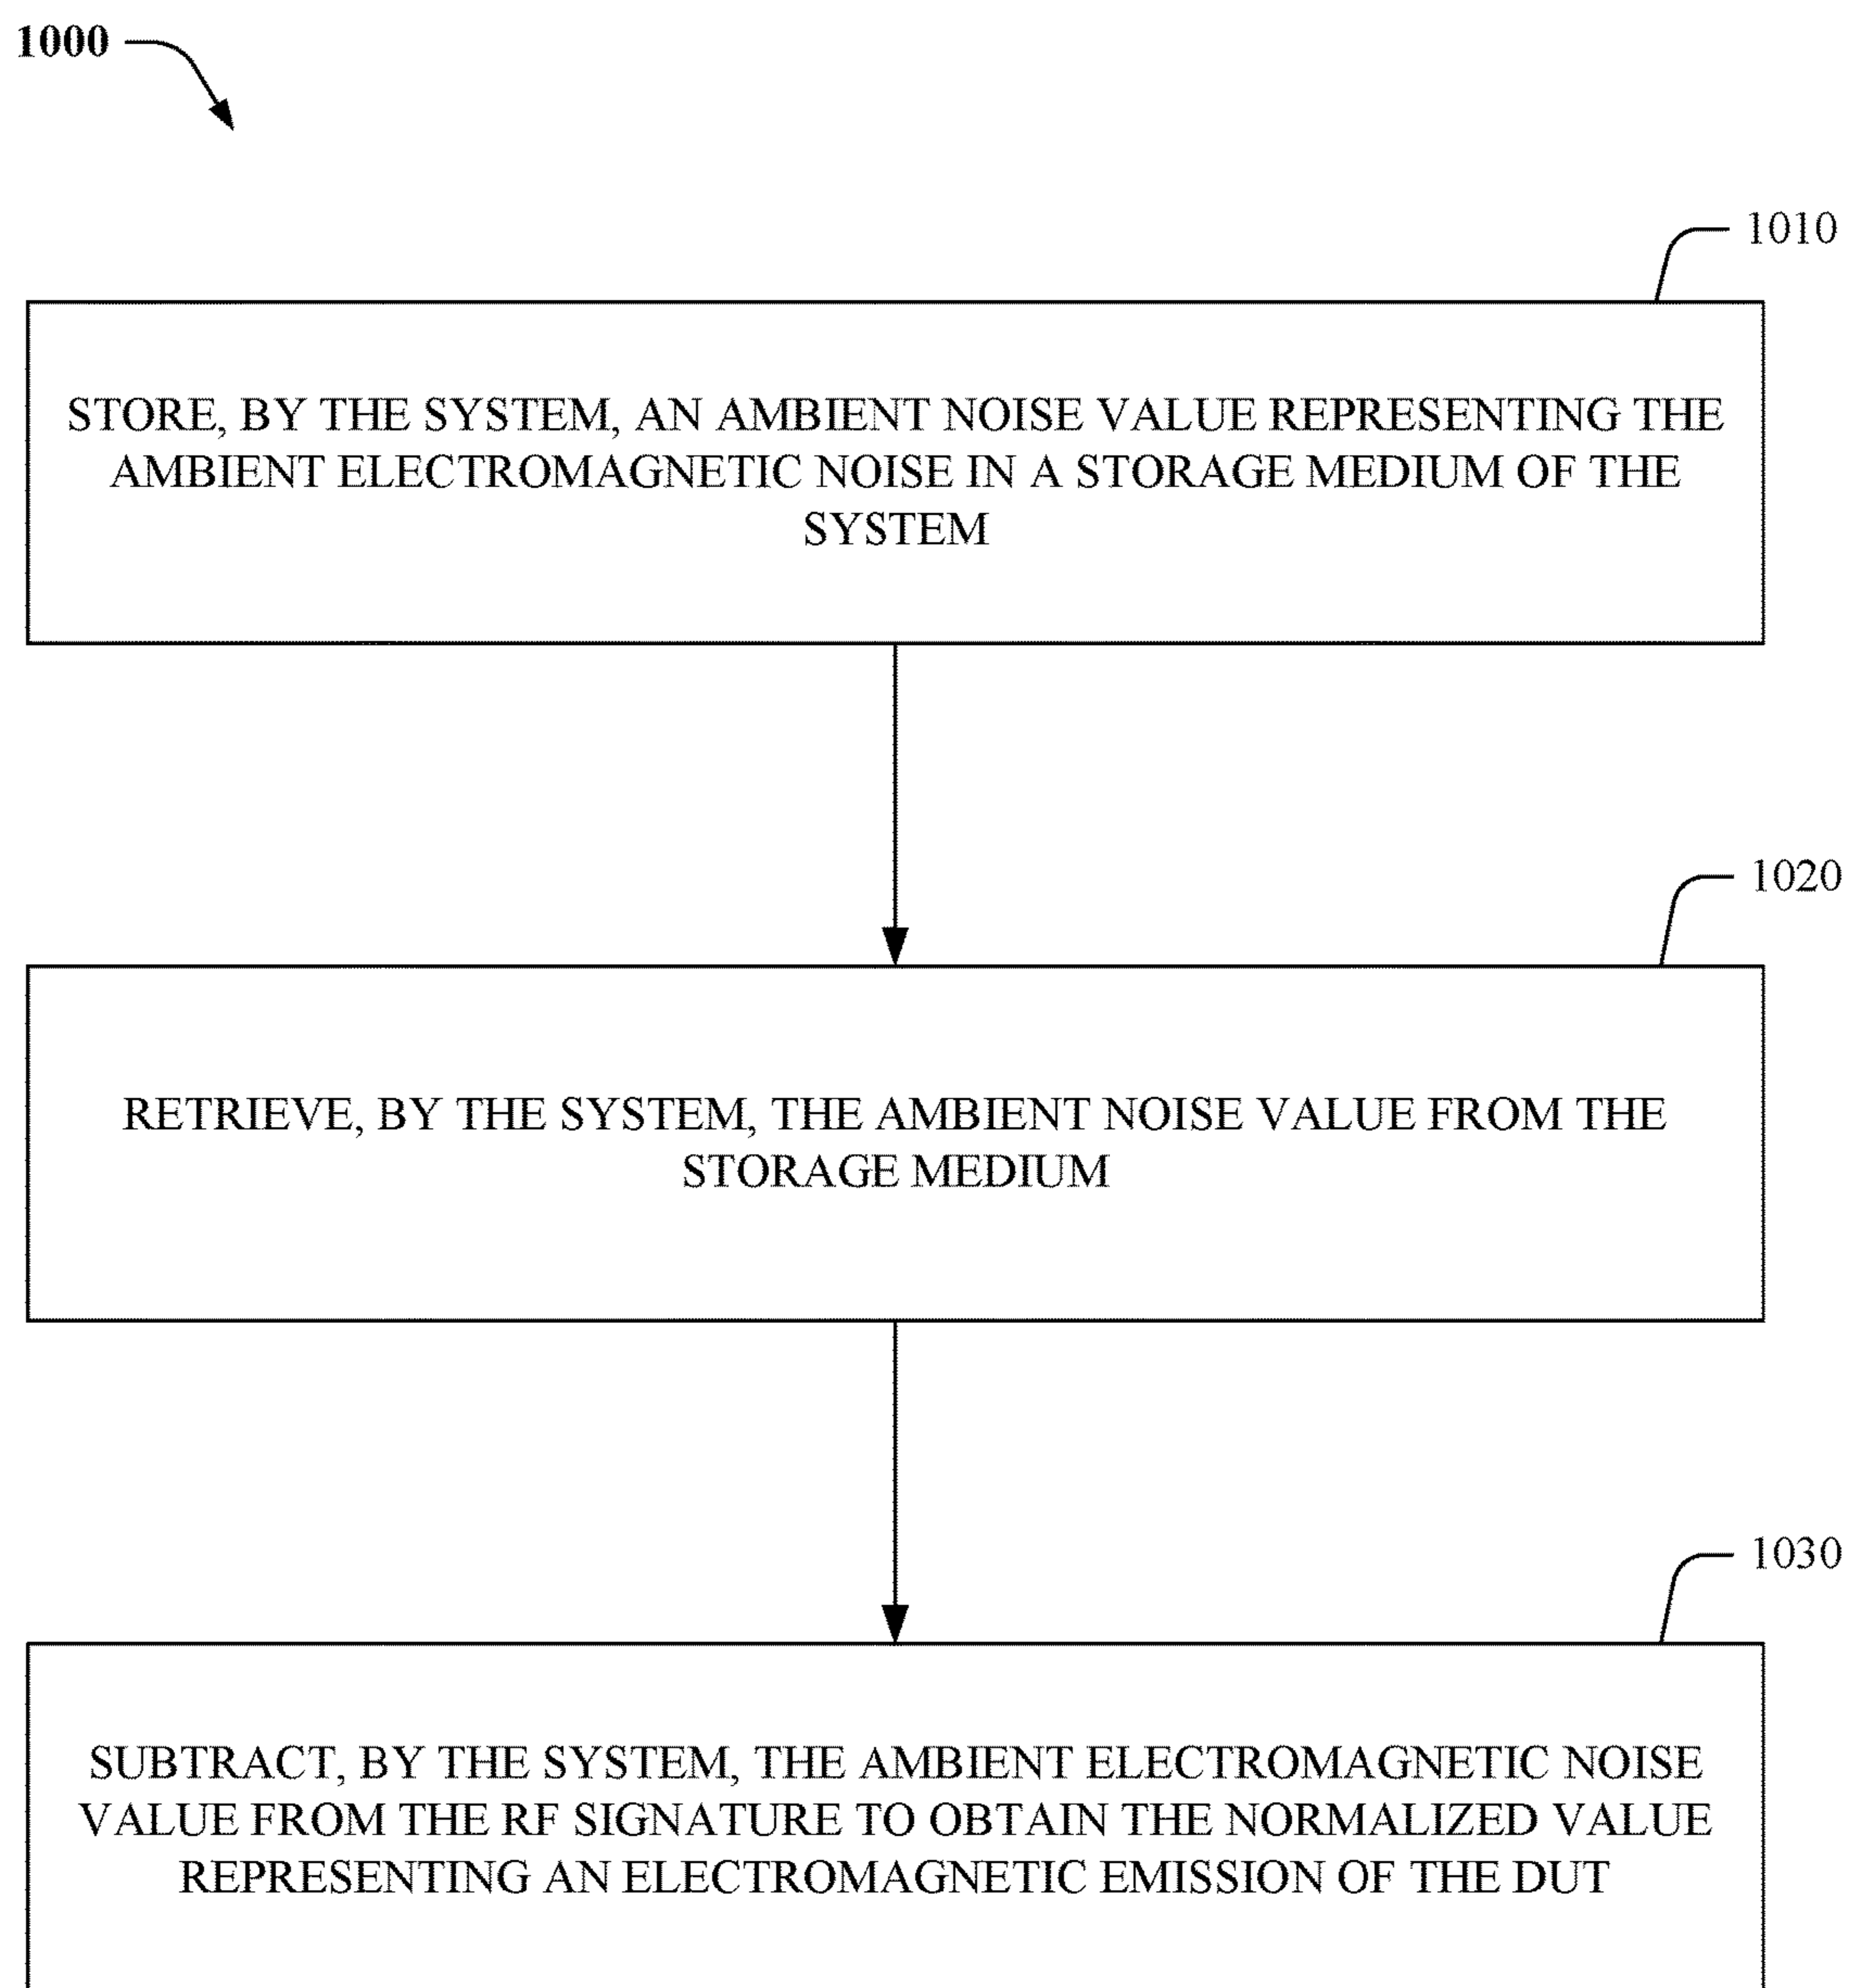 1000
1010
STORE, BY THE SYSTEM, AN AMBIENT NOISE VALUE REPRESENTING THE
AMBIENT ELECTROMAGNETIC NOISE IN A STORAGE MEDIUM OF THE
SYSTEM
1020
RETRIEVE, BY THE SYSTEM, THE AMBIENT NOISE VALUE FROM THE
STORAGE MEDIUM
1030
SUBTRACT, BY THE SYSTEM, THE AMBIENT ELECTROMAGNETIC NOISE
VALUE FROM THE RF SIGNATURE TO OBTAIN THE NORMALIZED VALUE
REPRESENTING AN ELECTROMAGNETIC EMISSION OF THE DUT